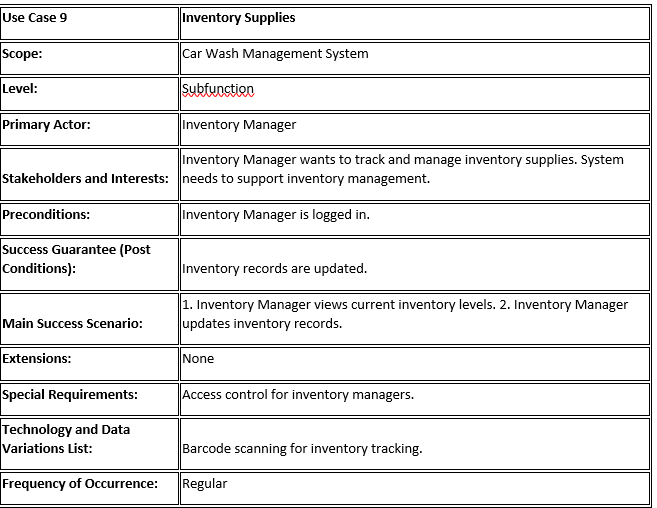 Use Case 9 Inventory Supplies
Scope: Car Wash Management System
Level: Subfunction
Primary Actor: Inventory Manager
Inventory Manager wants to track and manage inventory supplies. System
Stakeholders and Interests: needs to support inventory management.
Preconditions: Inventory Manager is logged in.
Success Guarantee (Post
Conditions): Inventory records are updated.
1. Inventory Manager views current inventory levels. 2. Inventory Manager
Main Success Scenario: updates inventory records.
Extensions: None
Special Requirements: Access control for inventory managers.
Technology and Data
Variations List: Barcode scanning for inventory tracking.
Frequency of Occurrence: Regular